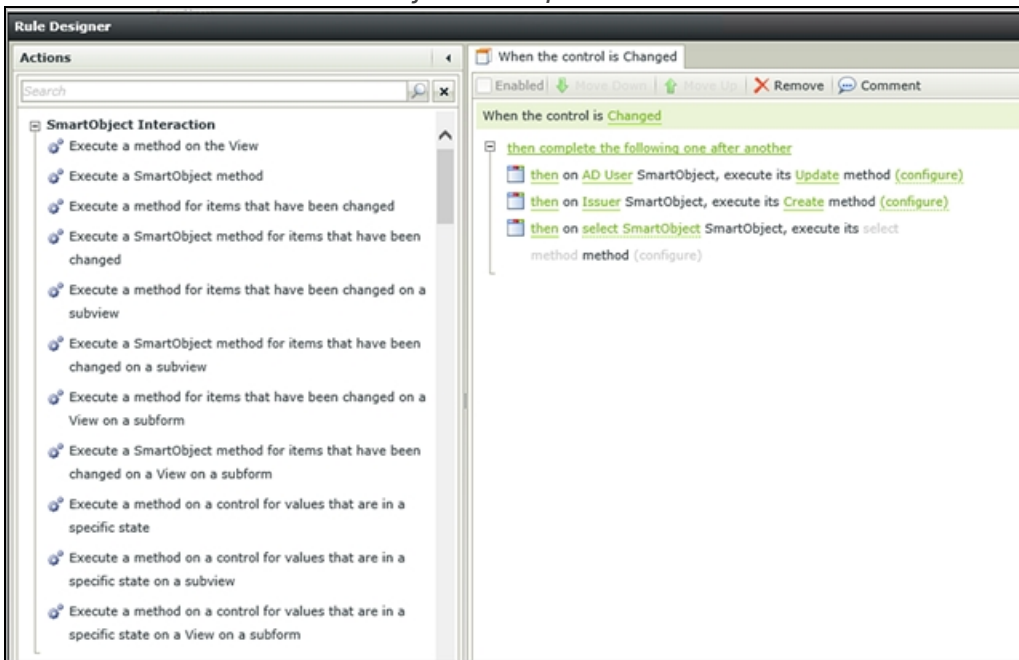 Rule Designer
Actions
When the control is Changed
Search
Enabled Move Down Move Up Remove Comment
When the control is Changed
SmartObject Interaction
Execute a method on the View
Execute a SmartObject method
Execute a method for items that have been changed
Execute a SmartObject method for items that have been
changed
Execute a method for items that have been changed on a
subview
Execute a SmartObject method for items that have been
changed on a subview
Execute a method for items that have been changed on a
View on a subform
Execute a SmartObject method for items that have been
changed on a View on a subform
Execute a method on a control for values that are in a
specific state
Execute a method on a control for values that are in a
specific state on a subview
Execute a method on a control for values that are in a
specific state on a View on a subform
then complete the following one after another
then on AD User SmartObject, execute its Update method (configure)
then on Issuer SmartObject, execute its Create method (configure)
then on select SmartObject SmartObject, execute its select
method method (configure)